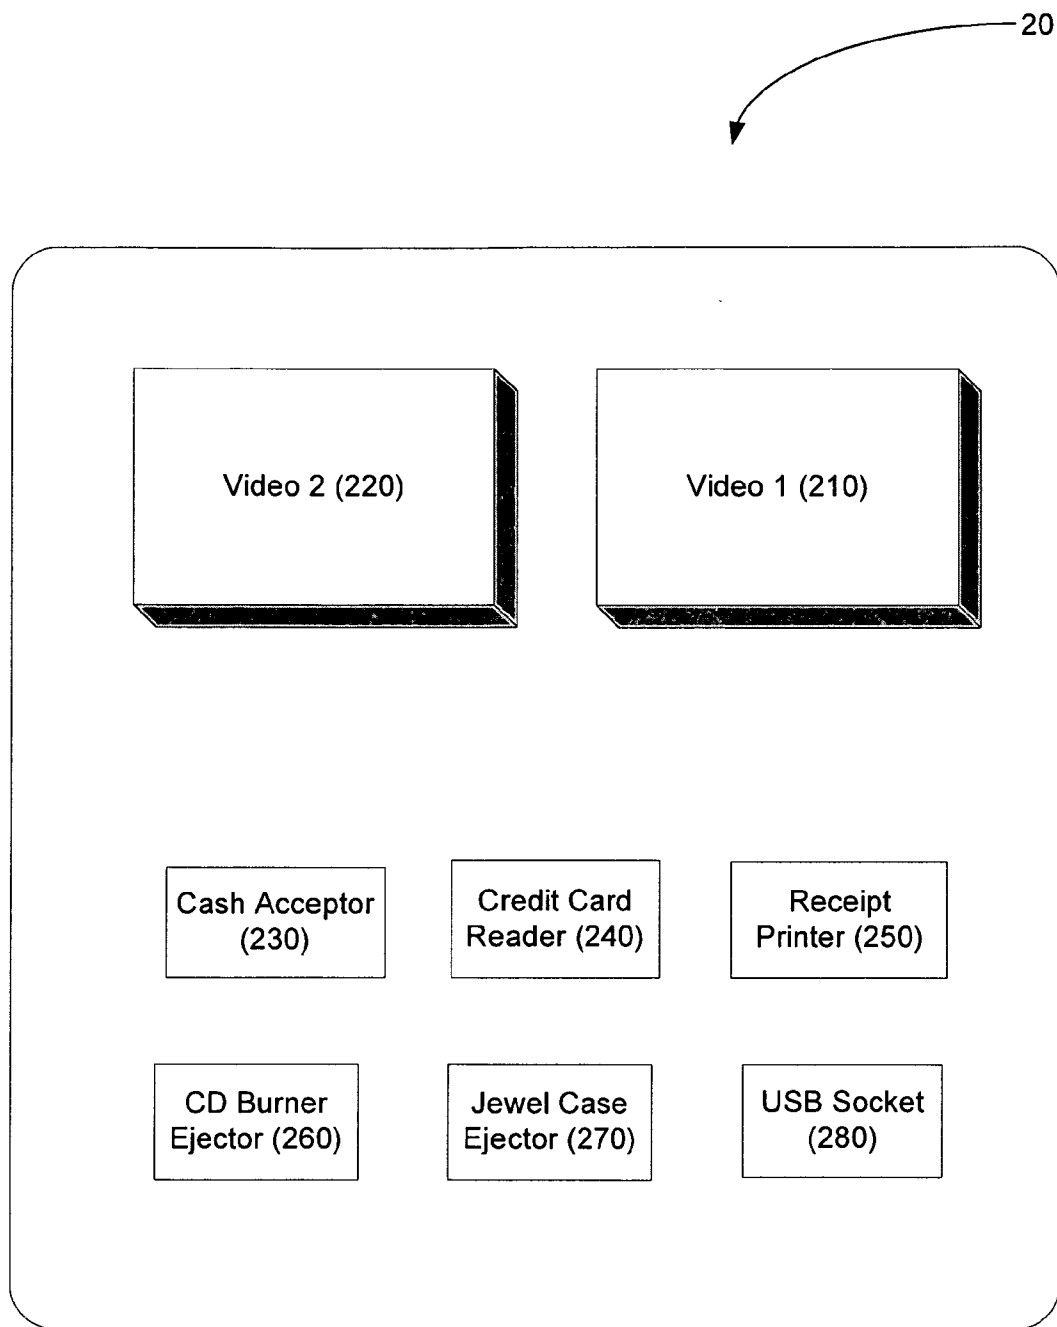 20
Video 2 (220)
Video 1 (210)
Cash Acceptor
(230)
Credit Card
Reader (240)
Receipt
Printer (250)
CD Burner
Ejector (260)
Jewel Case
Ejector (270)
USB Socket
(280)